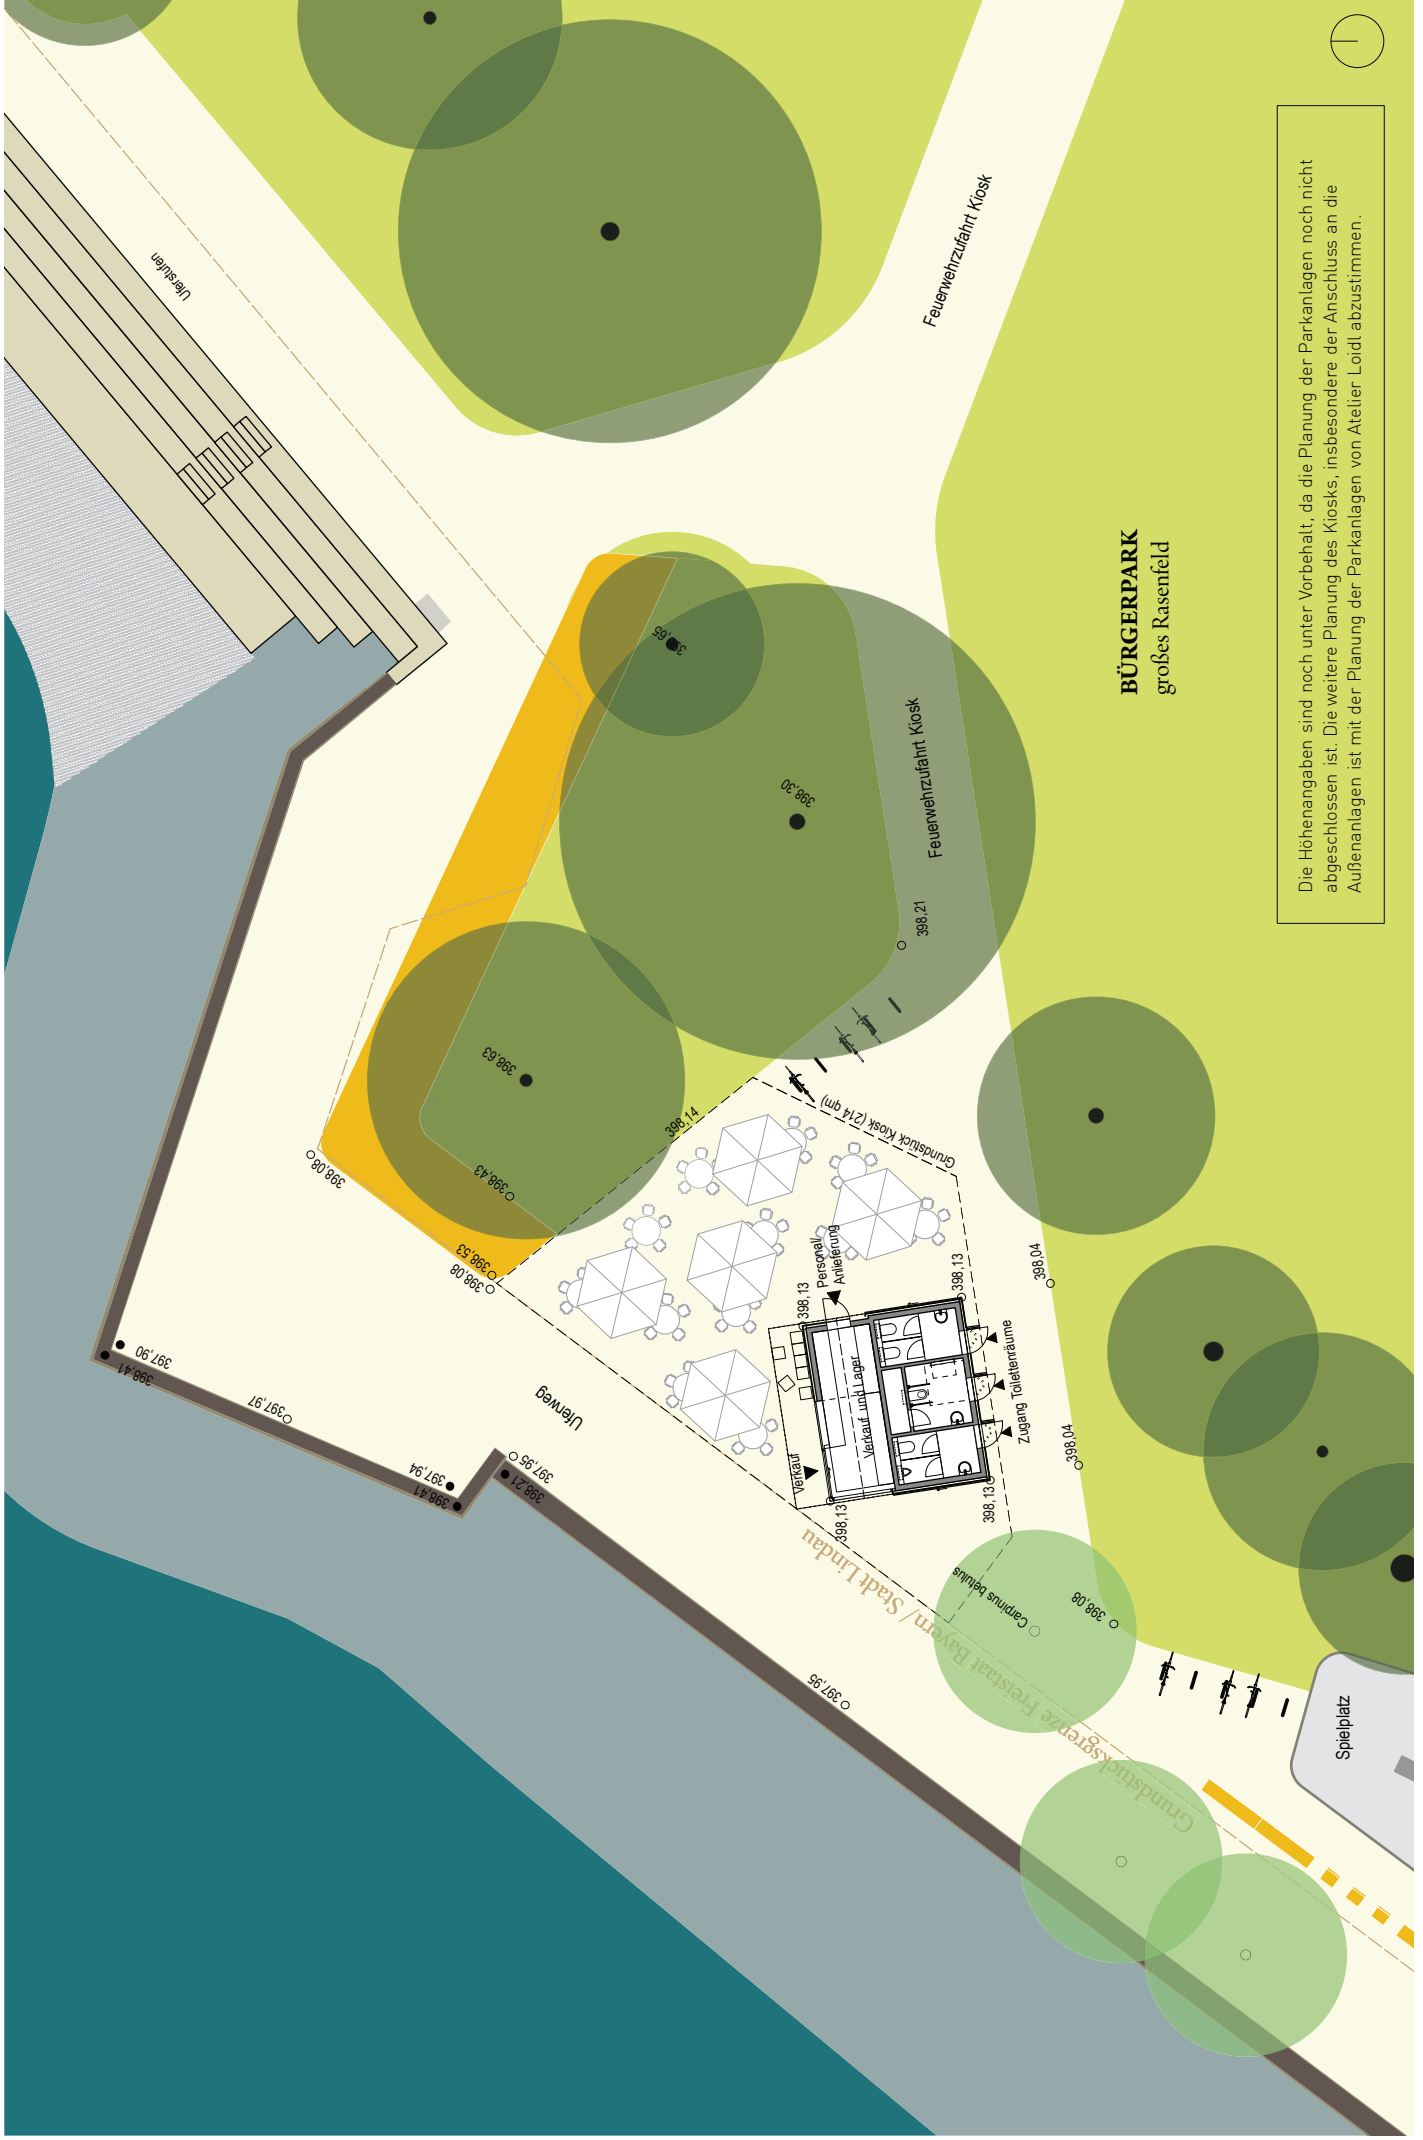 Uferstufen
Feuerwehrzufahrt Kiosk
BÜRGERPARK
großes Rasenfeld
Die Höhenangaben sind noch unter Vorbehalt, da die Planung der Parkanlagen noch nicht
abgeschlossen ist. Die weitere Planung des Kiosks, insbesondere der Anschluss an die
Außenanlagen ist mit der Planung der Parkanlagen von Atelier Loidl abzustimmen.
398,30
Feuerwehrzufahrt Kiosk
398,21
398,63
398,14
398,43
398,08
398,53
398,08
Grundstück Kiosk (214 qm)
Personal/
Anlieferung
398,13
398,13
398,04
397,90
398,41
397,97
Uferweg
397,94
398,41
397,95
398,21
Verkauf
Verkauf und Lager
Zugang Toilettenräume
398,13
398,13
398,04
Carpinus betulus
398,08
397,95
Grundstücksgrenze Freistaat Bayern / Stadt Lindau
Spielplatz